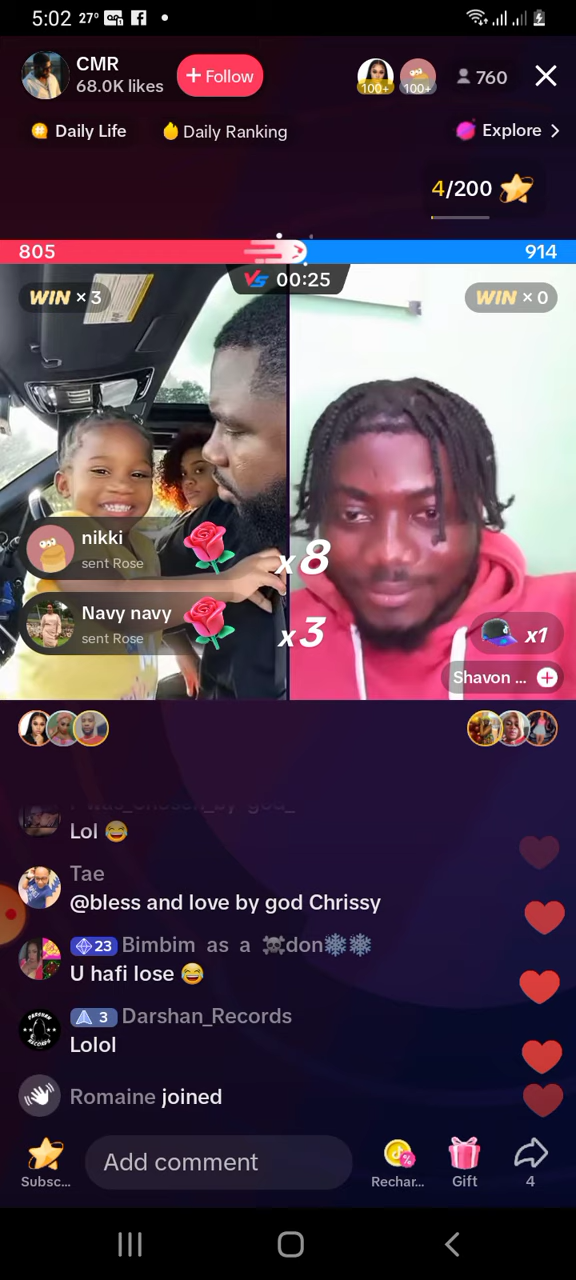 5:02 27°
CMR
68.0K likes
+ Follow
100+
100+
760
Daily Life
Daily Ranking
Explore
4/200
805
914
VS 00:25
WIN × 3
WIN × 0
nikki
sent Rose
x8
Navy navy
sent Rose
x3
x1
Shavon ...
Lol 😂
Tae
@bless and love by god Chrissy
23 Bimbim as a ☠️don❄️❄️
U hafi lose 😂
3 Darshan_Records
Lolol
Romaine joined
Subsc...
Add comment
Rechar...
Gift
4